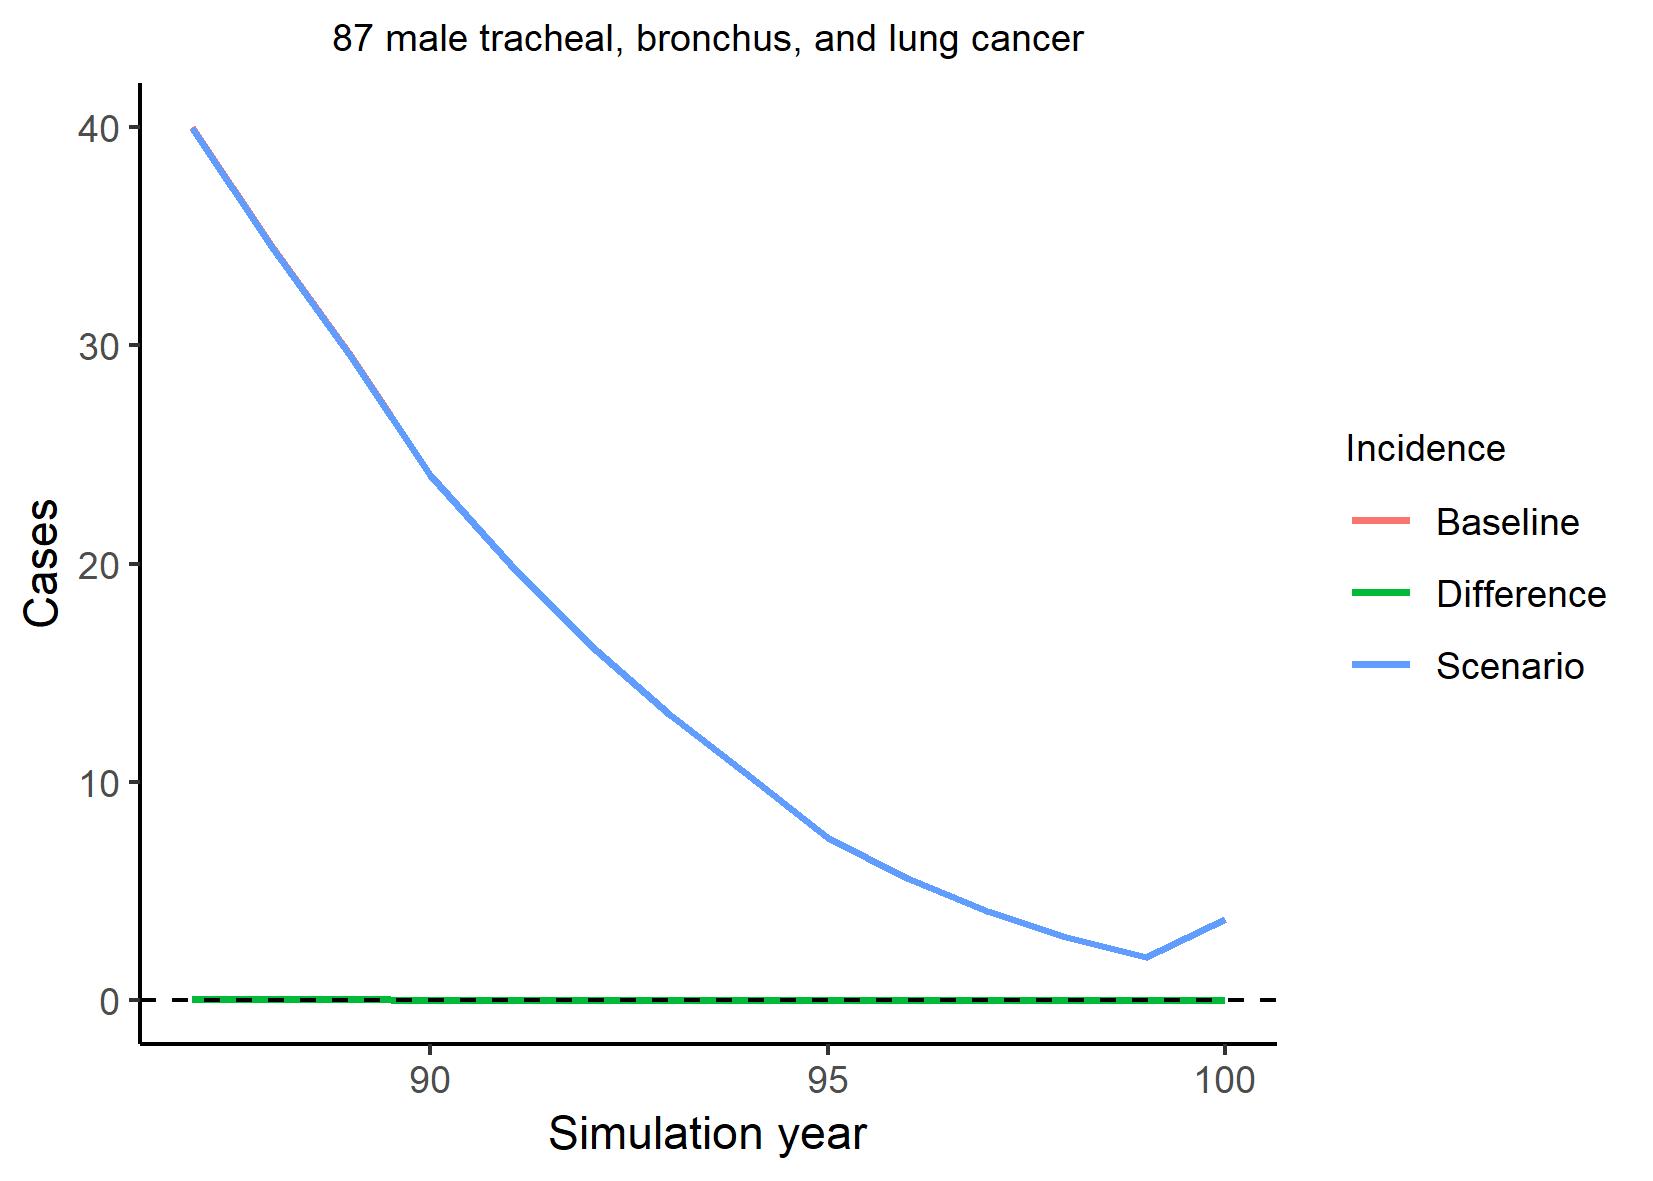 87 male tracheal, bronchus, and lung cancer
40
30
20
10
0
Cases
90 95 100
Simulation year
Incidence
Baseline
Difference
Scenario